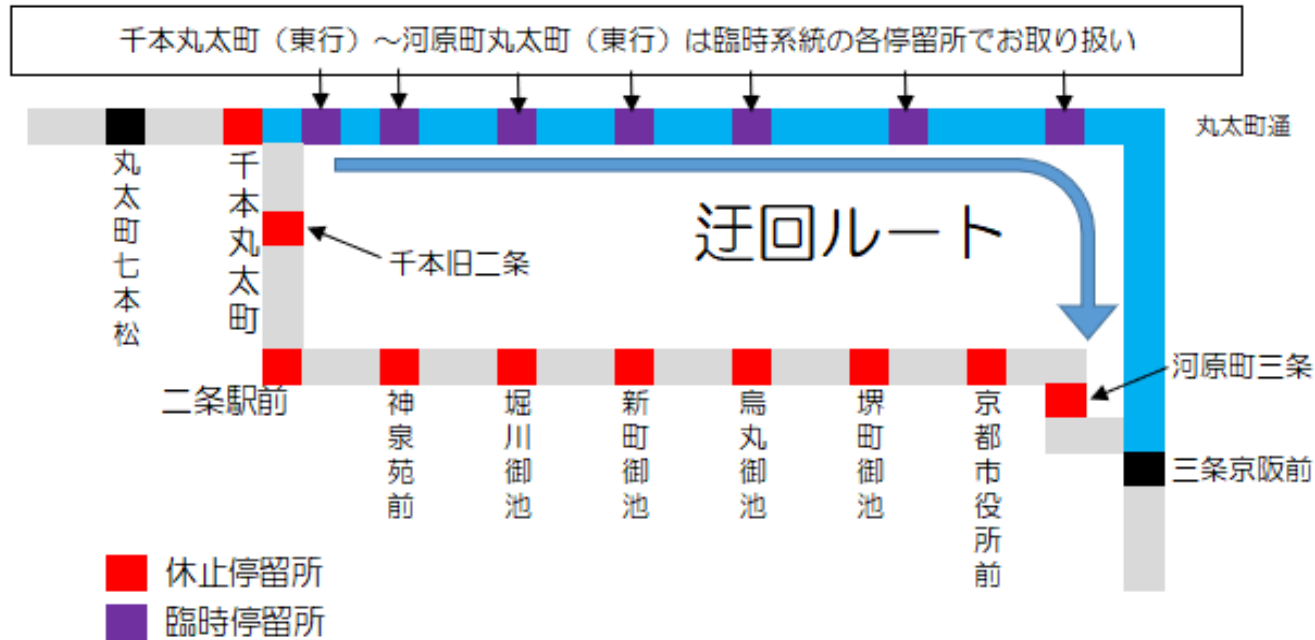 千本丸太町（東行）～河原町丸太町（東行）は臨時系統の各停留所でお取り扱い
丸太町通
丸太町七本松
千本丸太町
千本旧二条
迂回ルート
河原町三条
二条駅前
神泉苑前
堀川御池
新町御池
烏丸御池
堺町御池
京都市役所前
三条京阪前
休止停留所
臨時停留所